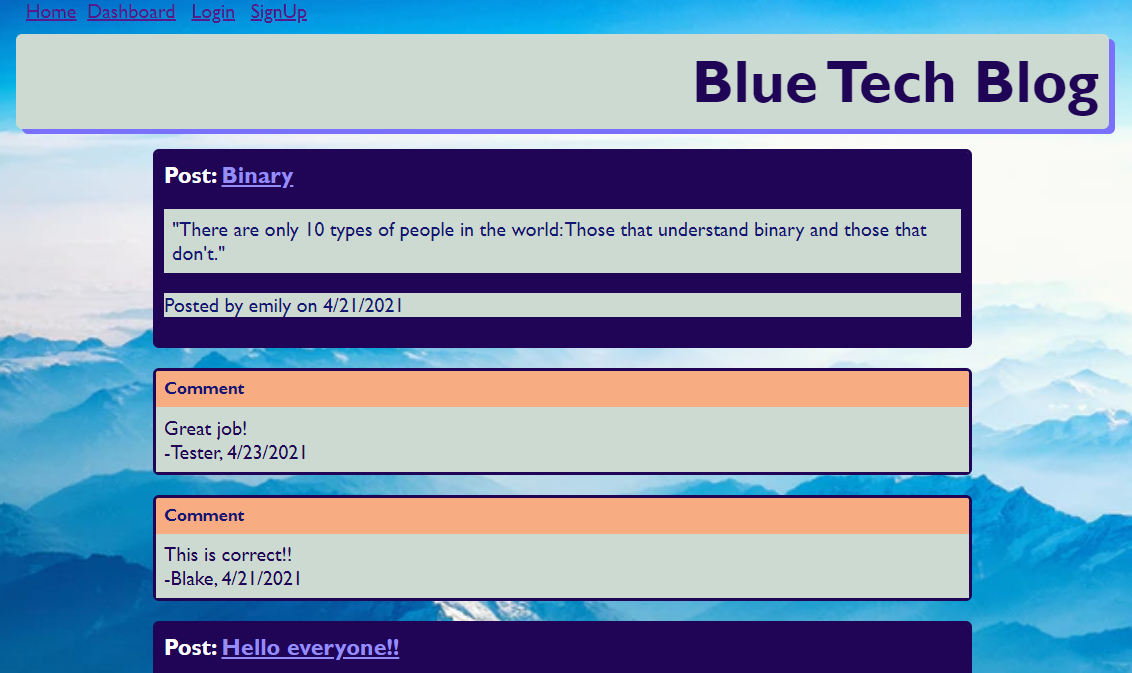 Home Dashboard Login SignUp
Blue Tech Blog
Post: Binary
"There are only 10 types of people in the world: Those that understand binary and those that
don't."
Posted by emily on 4/21/2021
Comment
Great job!
-Tester, 4/23/2021
Comment
This is correct!!
-Blake, 4/21/2021
Post: Hello everyone!!